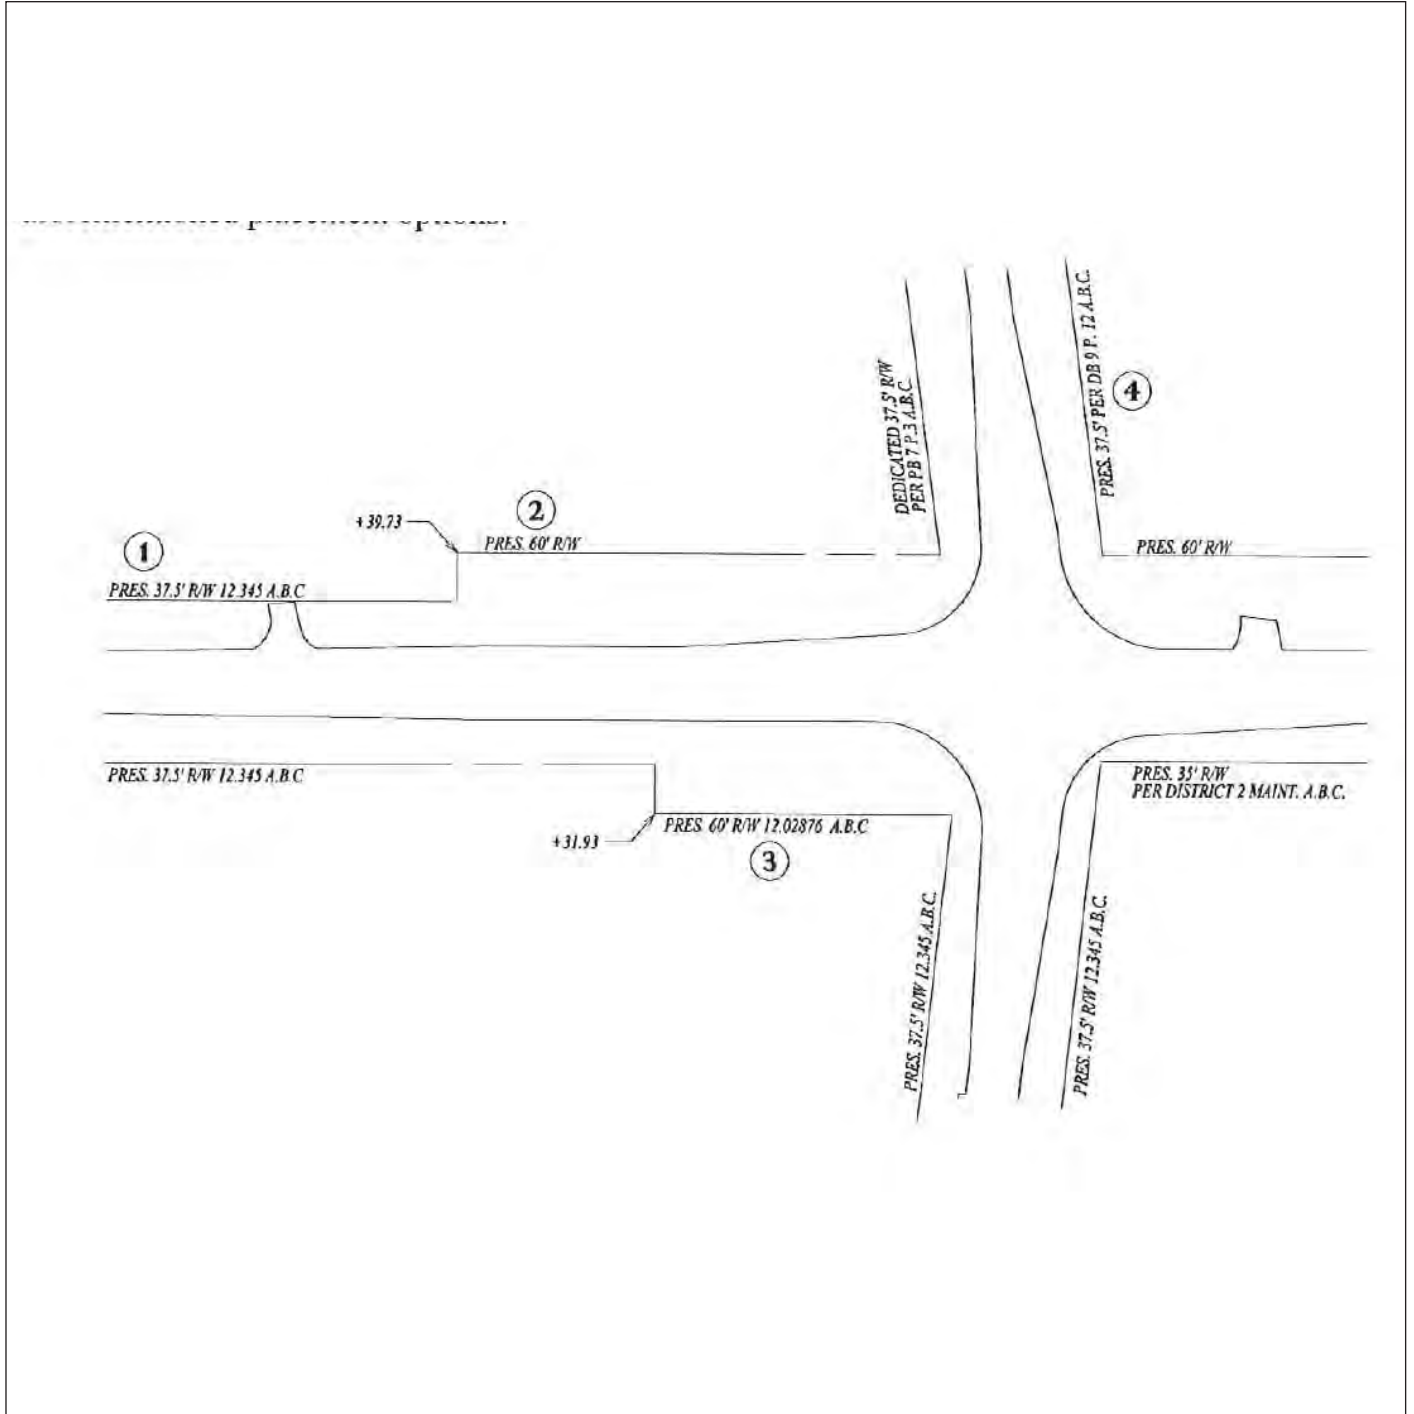 placement options.
DEDICATED 37.5' R/W
PER PB 7 P.3 A.B.C.
PRES. 37.5' PER DB 9 P. 12 A.B.C.
4
+39.73
2
PRES. 60' R/W
1
PRES. 60' R/W
PRES. 37.5' R/W 12.345 A.B.C
PRES. 37.5' R/W 12.345 A.B.C
PRES. 35' R/W
PER DISTRICT 2 MAINT. A.B.C.
+31.93
PRES. 60' R/W 12.02876 A.B.C
3
PRES. 37.5' R/W 12.345 A.B.C.
PRES. 37.5' R/W 12.345 A.B.C.